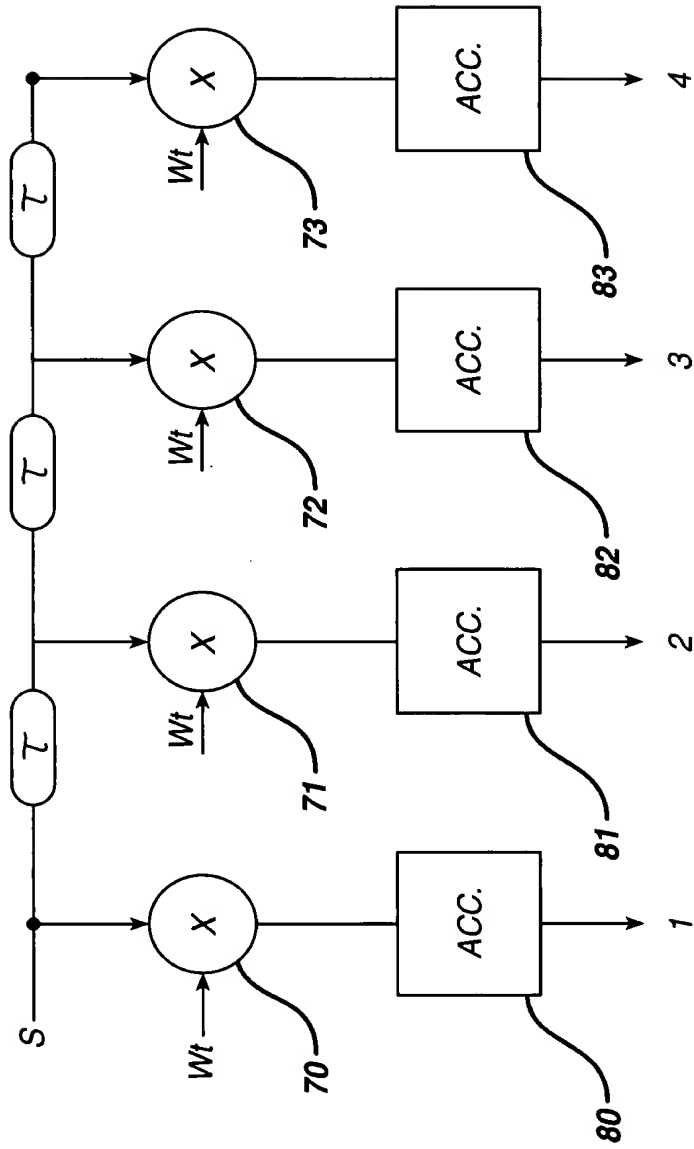 S
τ τ τ
Wt X Wt X Wt X Wt X
70 71 72 73
ACC. ACC. ACC. ACC.
80 81 82 83
1 2 3 4